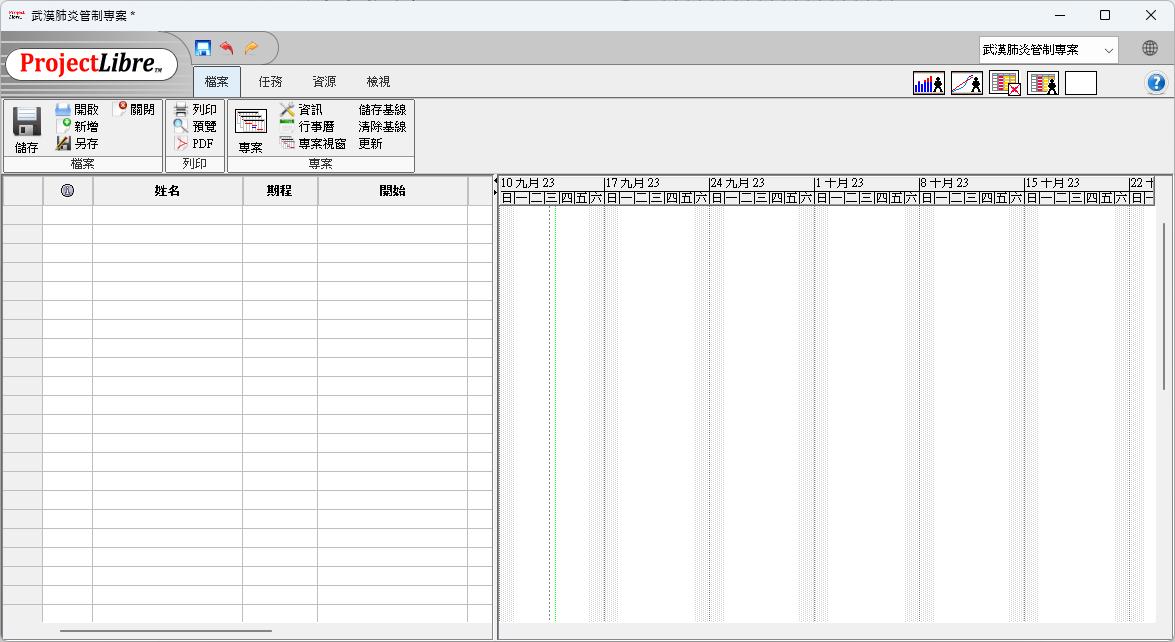 武漢肺炎管制專案 *
ProjectLibre™
武漢肺炎管制專案
檔案 任務 資源 檢視
儲存 開啟 關閉 列印 專案 資訊 儲存基線
新增 預覽 行事曆 清除基線
另存 PDF 專案視窗 更新
檔案 列印 專案
姓名 期程 開始
10 九月 23 17 九月 23 24 九月 23 1 十月 23 8 十月 23 15 十月 23 22
日 一 二 三 四 五 六 日 一 二 三 四 五 六 日 一 二 三 四 五 六 日 一 二 三 四 五 六 日 一 二 三 四 五 六 日 一 二 三 四 五 六 日 一